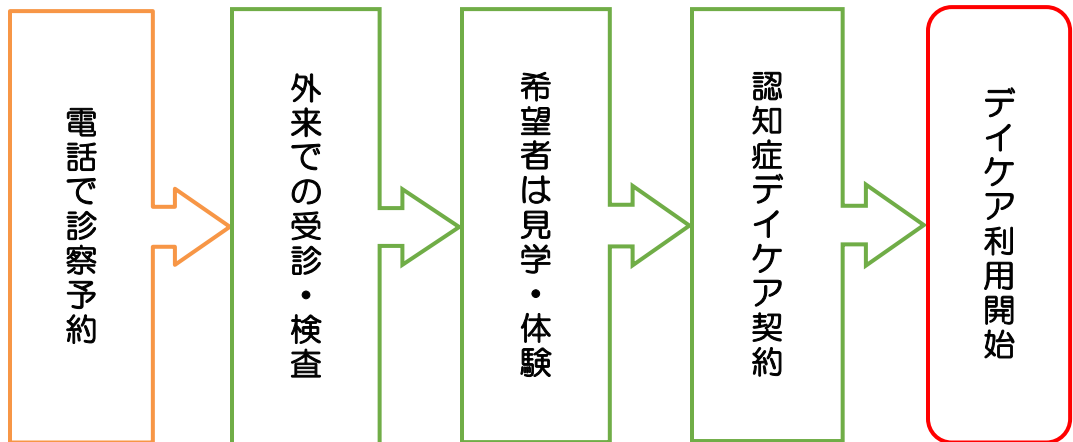 電話で診察予約
外来での受診・検査
希望者は見学・体験
認知症デイケア契約
デイケア利用開始